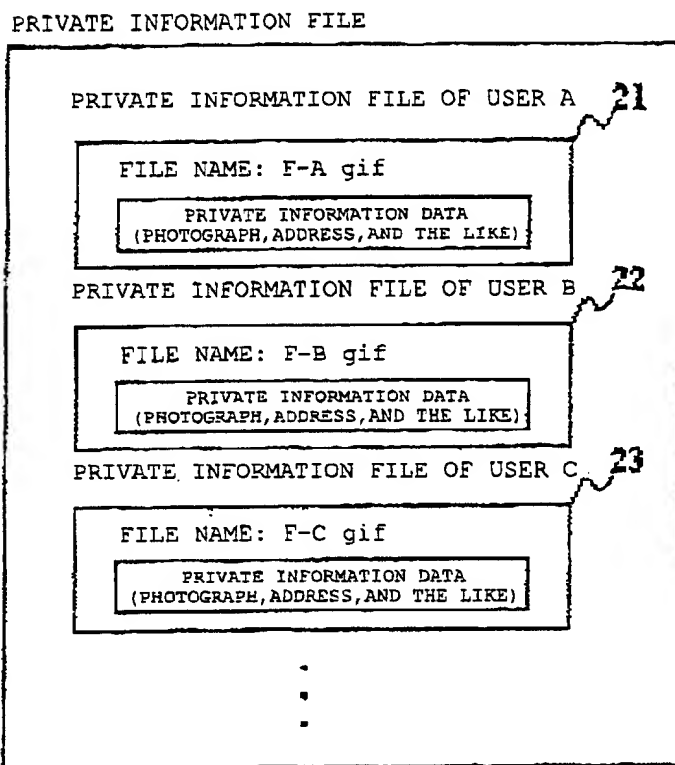 PRIVATE INFORMATION FILE
PRIVATE INFORMATION FILE OF USER A 21
FILE NAME: F-A gif
PRIVATE INFORMATION DATA
(PHOTOGRAPH,ADDRESS,AND THE LIKE)
PRIVATE INFORMATION FILE OF USER B 22
FILE NAME: F-B gif
PRIVATE INFORMATION DATA
(PHOTOGRAPH,ADDRESS,AND THE LIKE)
PRIVATE INFORMATION FILE OF USER C 23
FILE NAME: F-C gif
PRIVATE INFORMATION DATA
(PHOTOGRAPH,ADDRESS,AND THE LIKE)